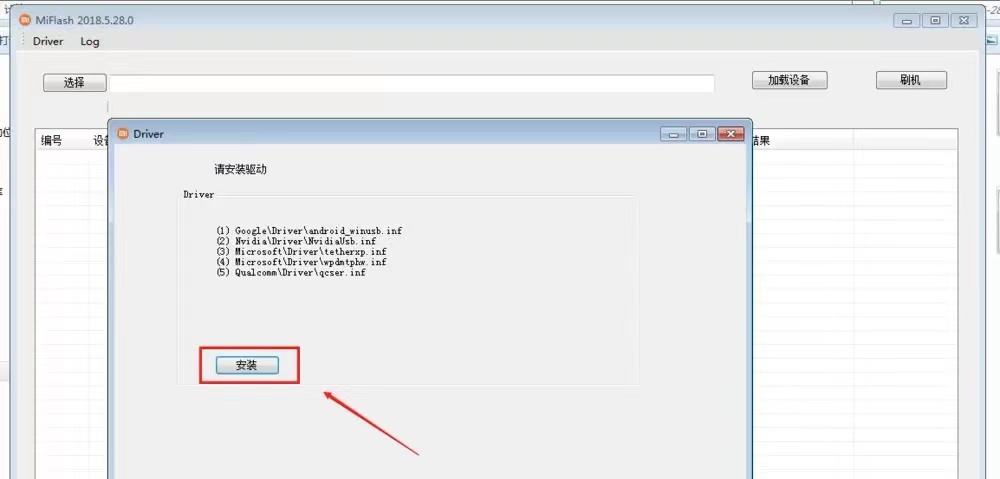 MiFlash 2018.5.28.0
Driver Log
选择 加载设备 刷机
编号 结果
Driver
请安装驱动
Driver
(1) Google\Driver\android_winusb.inf
(2) Nvidia\Driver\NvidiaUsb.inf
(3) Microsoft\Driver\tetherxp.inf
(4) Microsoft\Driver\wpdmtphw.inf
(5) Qualcomm\Driver\qcser.inf
安装